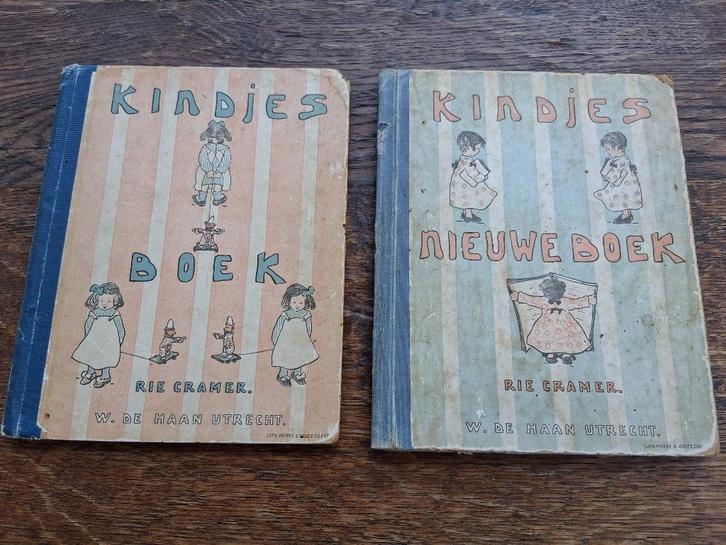 KINDJES
BOEK
RIE CRAMER.
W. DE HAAN UTRECHT.
KINDJES
NIEUWE BOEK
RIE CRAMER.
W. DE HAAN UTRECHT.